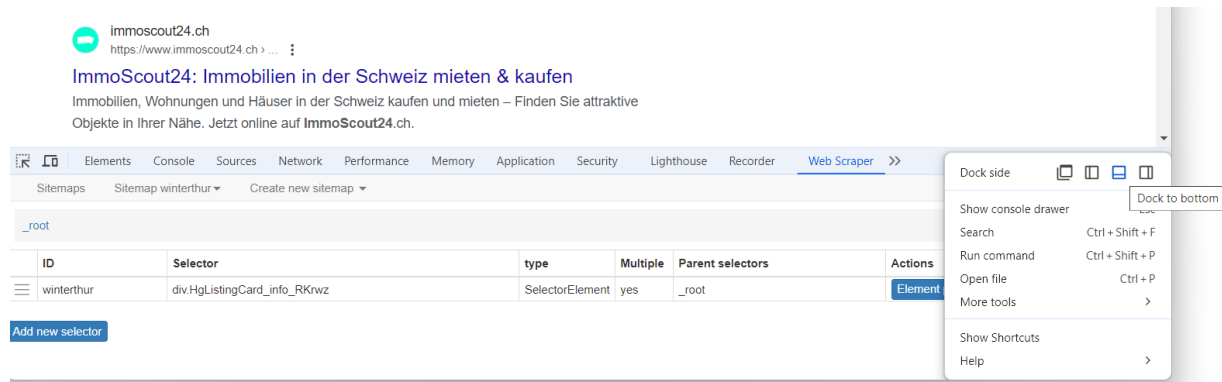 immoscout24.ch
https://www.immoscout24.ch › ...
ImmoScout24: Immobilien in der Schweiz mieten & kaufen
Immobilien, Wohnungen und Häuser in der Schweiz kaufen und mieten – Finden Sie attraktive
Objekte in Ihrer Nähe. Jetzt online auf ImmoScout24.ch.
Elements Console Sources Network Performance Memory Application Security Lighthouse Recorder Web Scraper
Sitemaps Sitemap winterthur Create new sitemap
_root
ID Selector type Multiple Parent selectors Actions
winterthur div.HgListingCard_info_RKrwz SelectorElement yes _root Element
Add new selector
Dock side
Dock to bottom
Show console drawer
Search Ctrl + Shift + F
Run command Ctrl + Shift + P
Open file Ctrl + P
More tools
Show Shortcuts
Help